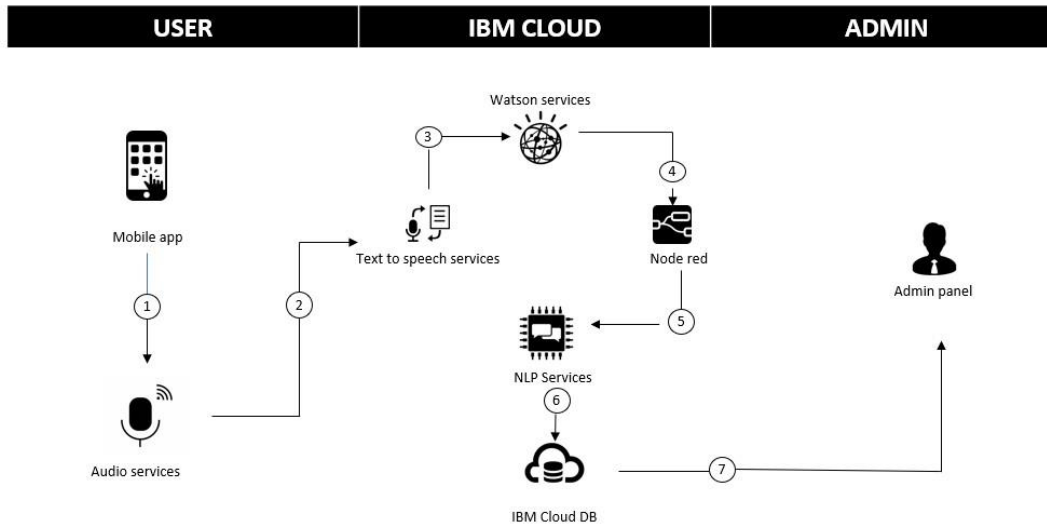 USER
IBM CLOUD
ADMIN
Watson services
3
4
Mobile app
Text to speech services
Node red
Admin panel
1
2
5
NLP Services
6
Audio services
7
IBM Cloud DB